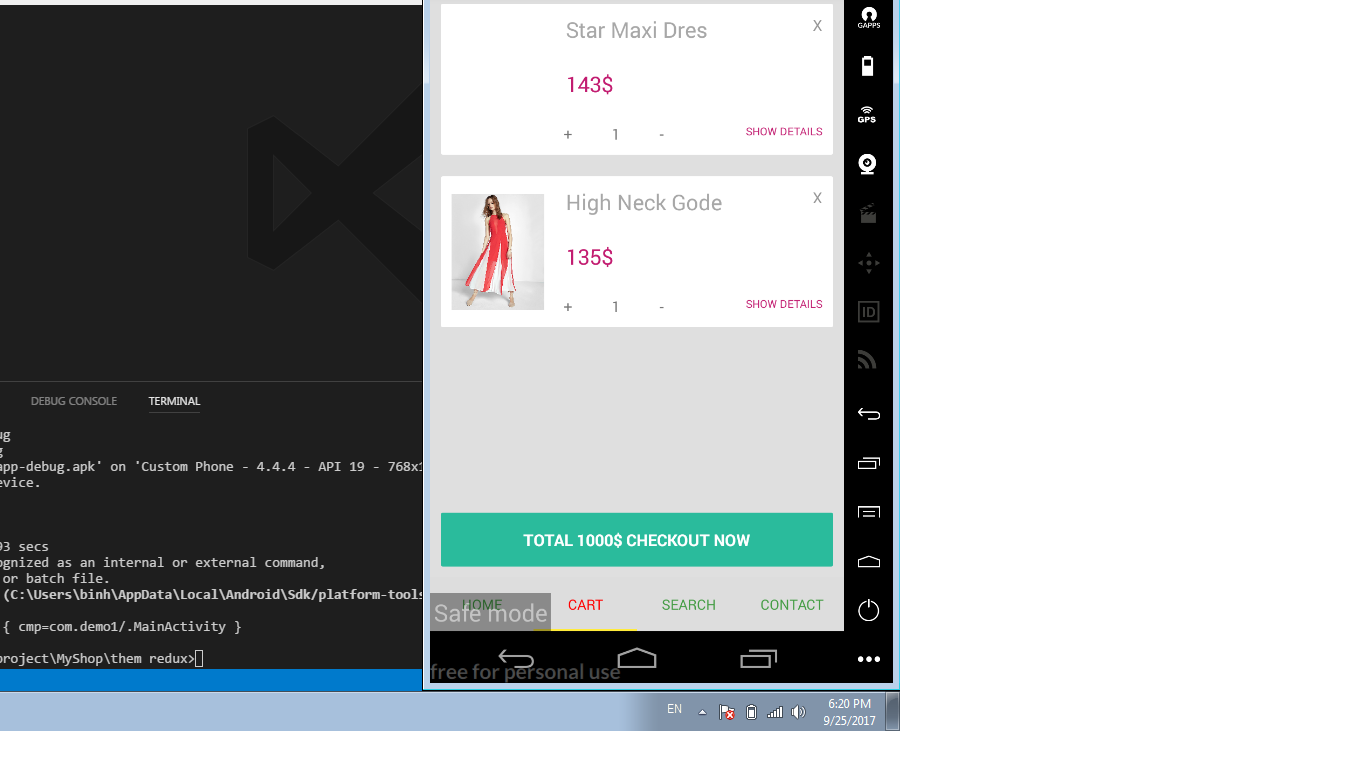 Star Maxi Dres
X
143$
+ 1 -
SHOW DETAILS
High Neck Gode
X
135$
+ 1 -
SHOW DETAILS
TOTAL 1000$ CHECKOUT NOW
HOME CART SEARCH CONTACT
Safe mode
free for personal use
GAPPS
GPS
ID
DEBUG CONSOLE TERMINAL
ug
g
app-debug.apk' on 'Custom Phone - 4.4.4 - API 19 - 768x1
evice.
93 secs
ognized as an internal or external command,
or batch file.
(C:\Users\binh\AppData\Local\Android\Sdk/platform-tools
{ cmp=com.demo1/.MainActivity }
project\MyShop\them redux>
EN
6:20 PM
9/25/2017